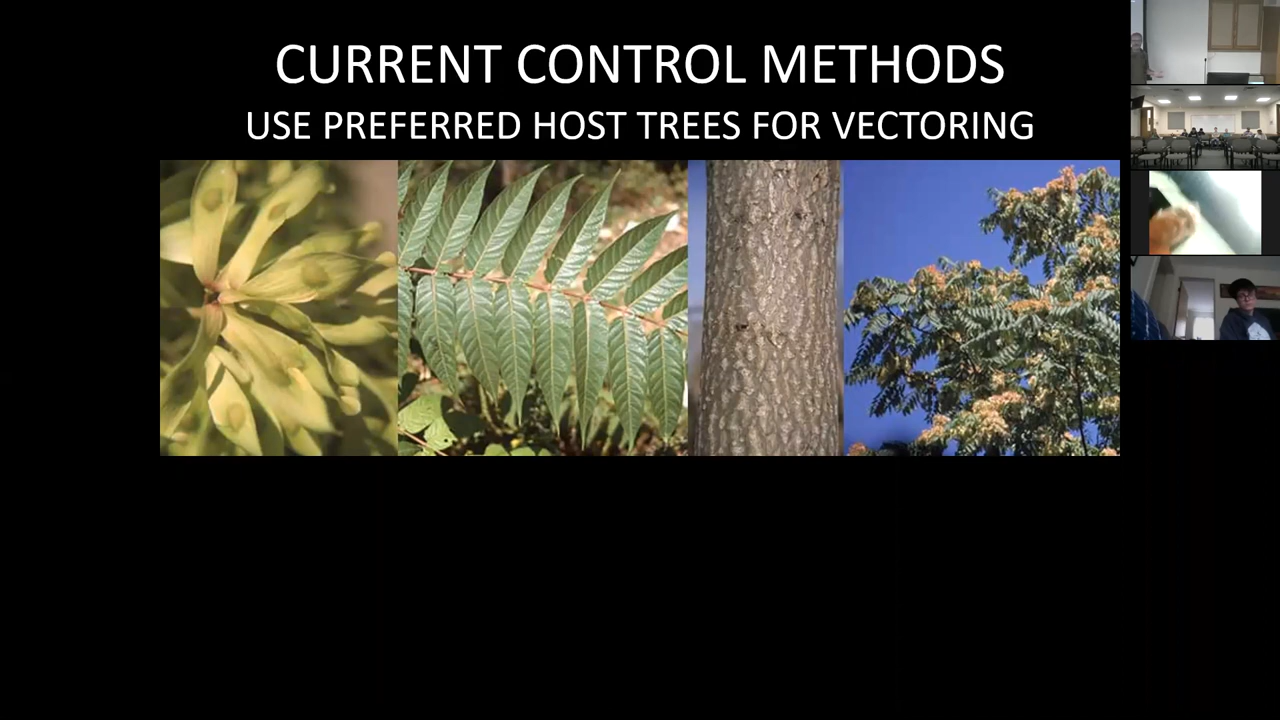 CURRENT CONTROL METHODS
USE PREFERRED HOST TREES FOR VECTORING